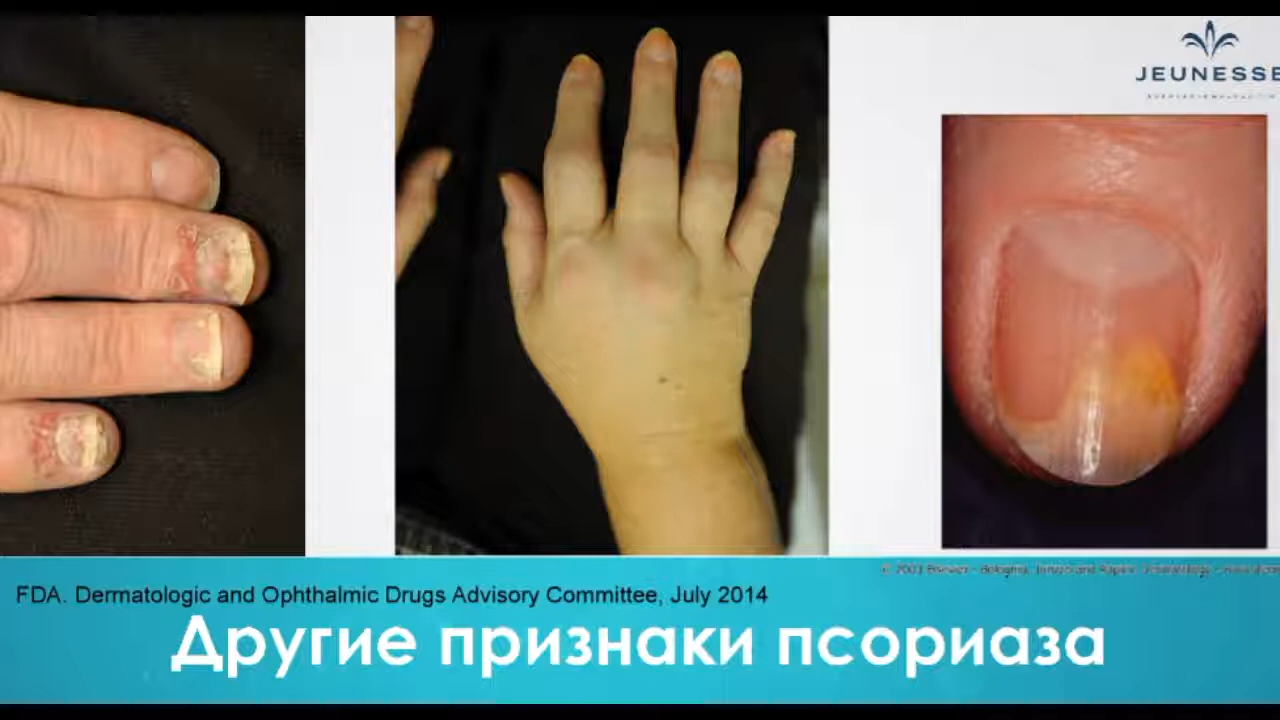 JEUNESSE
FDA. Dermatologic and Ophthalmic Drugs Advisory Committee, July 2014
Другие признаки псориаза